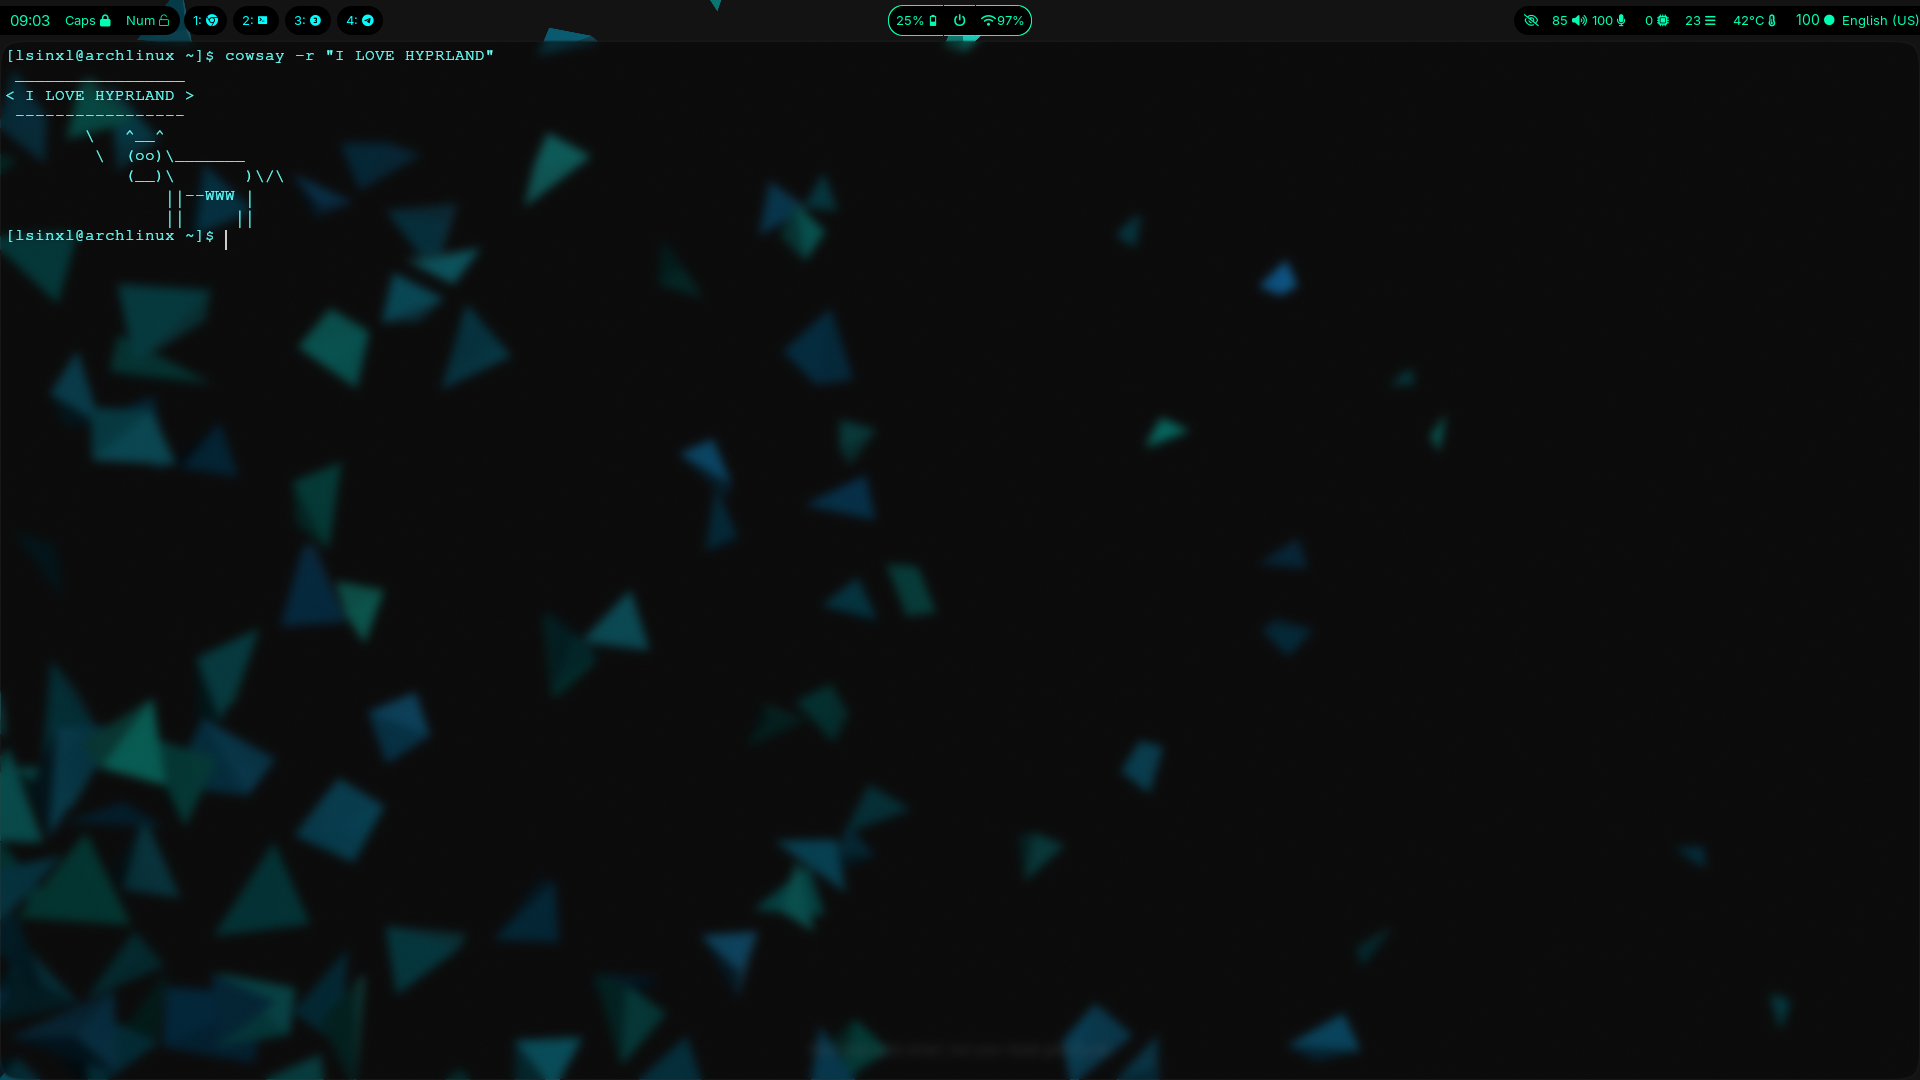 09:03 Caps Num 1: 2: 3: 4: 25% 97% 85 100 0 23 42°C 100 English (US)
[lsinxl@archlinux ~]$ cowsay -r "I LOVE HYPRLAND"
 _________________
< I LOVE HYPRLAND >
 -----------------
        \   ^__^
         \  (oo)\_______
            (__)\       )\/\
                ||--WWW |
                ||     ||
[lsinxl@archlinux ~]$